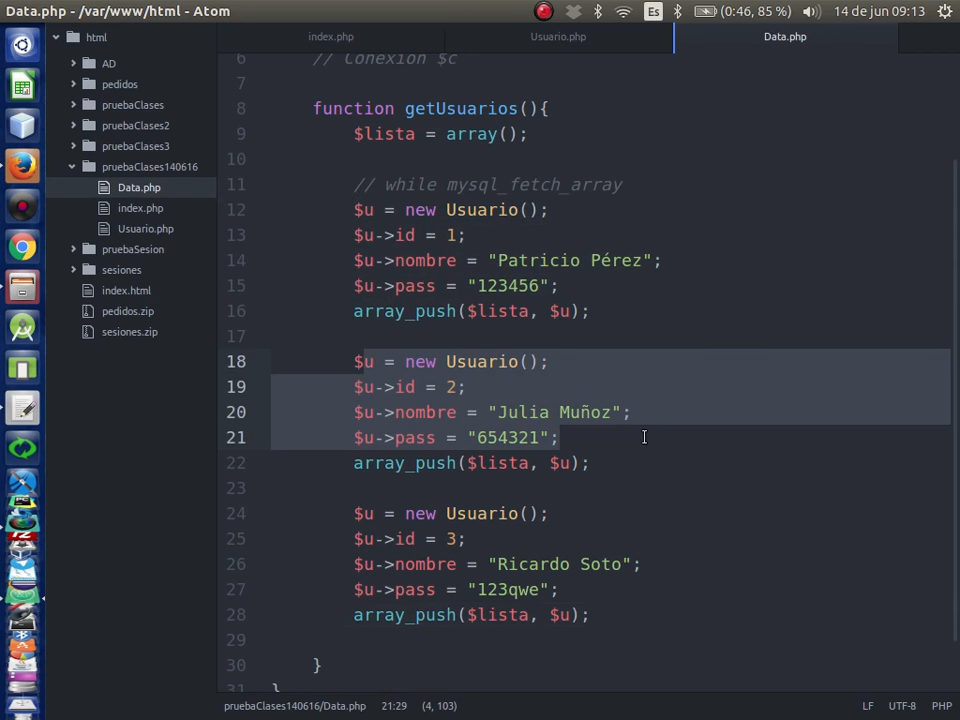 Data.php - /var/www/html - Atom
Es
(0:46, 85 %)
14 de jun 09:13
html
AD
pedidos
pruebaClases
pruebaClases2
pruebaClases3
pruebaClases140616
Data.php
index.php
Usuario.php
pruebaSesion
sesiones
index.html
pedidos.zip
sesiones.zip
index.php
Usuario.php
Data.php
6 // Conexion $c
7
8 function getUsuarios(){
9 $lista = array();
10
11 // while mysql_fetch_array
12 $u = new Usuario();
13 $u->id = 1;
14 $u->nombre = "Patricio Pérez";
15 $u->pass = "123456";
16 array_push($lista, $u);
17
18 $u = new Usuario();
19 $u->id = 2;
20 $u->nombre = "Julia Muñoz";
21 $u->pass = "654321";
22 array_push($lista, $u);
23
24 $u = new Usuario();
25 $u->id = 3;
26 $u->nombre = "Ricardo Soto";
27 $u->pass = "123qwe";
28 array_push($lista, $u);
29
30 }
31 }
pruebaClases140616/Data.php 21:29 (4, 103)
LF UTF-8 PHP